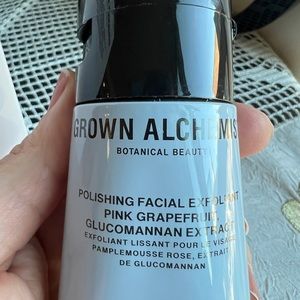 GROWN ALCHEMIS
BOTANICAL BEAUTY
POLISHING FACIAL EXFOLIANT
PINK GRAPEFRUIT,
GLUCOMANNAN EXTRACT
EXFOLIANT LISSANT POUR LE VISAGE
PAMPLEMOUSSE ROSE, EXTRAIT
DE GLUCOMANNAN